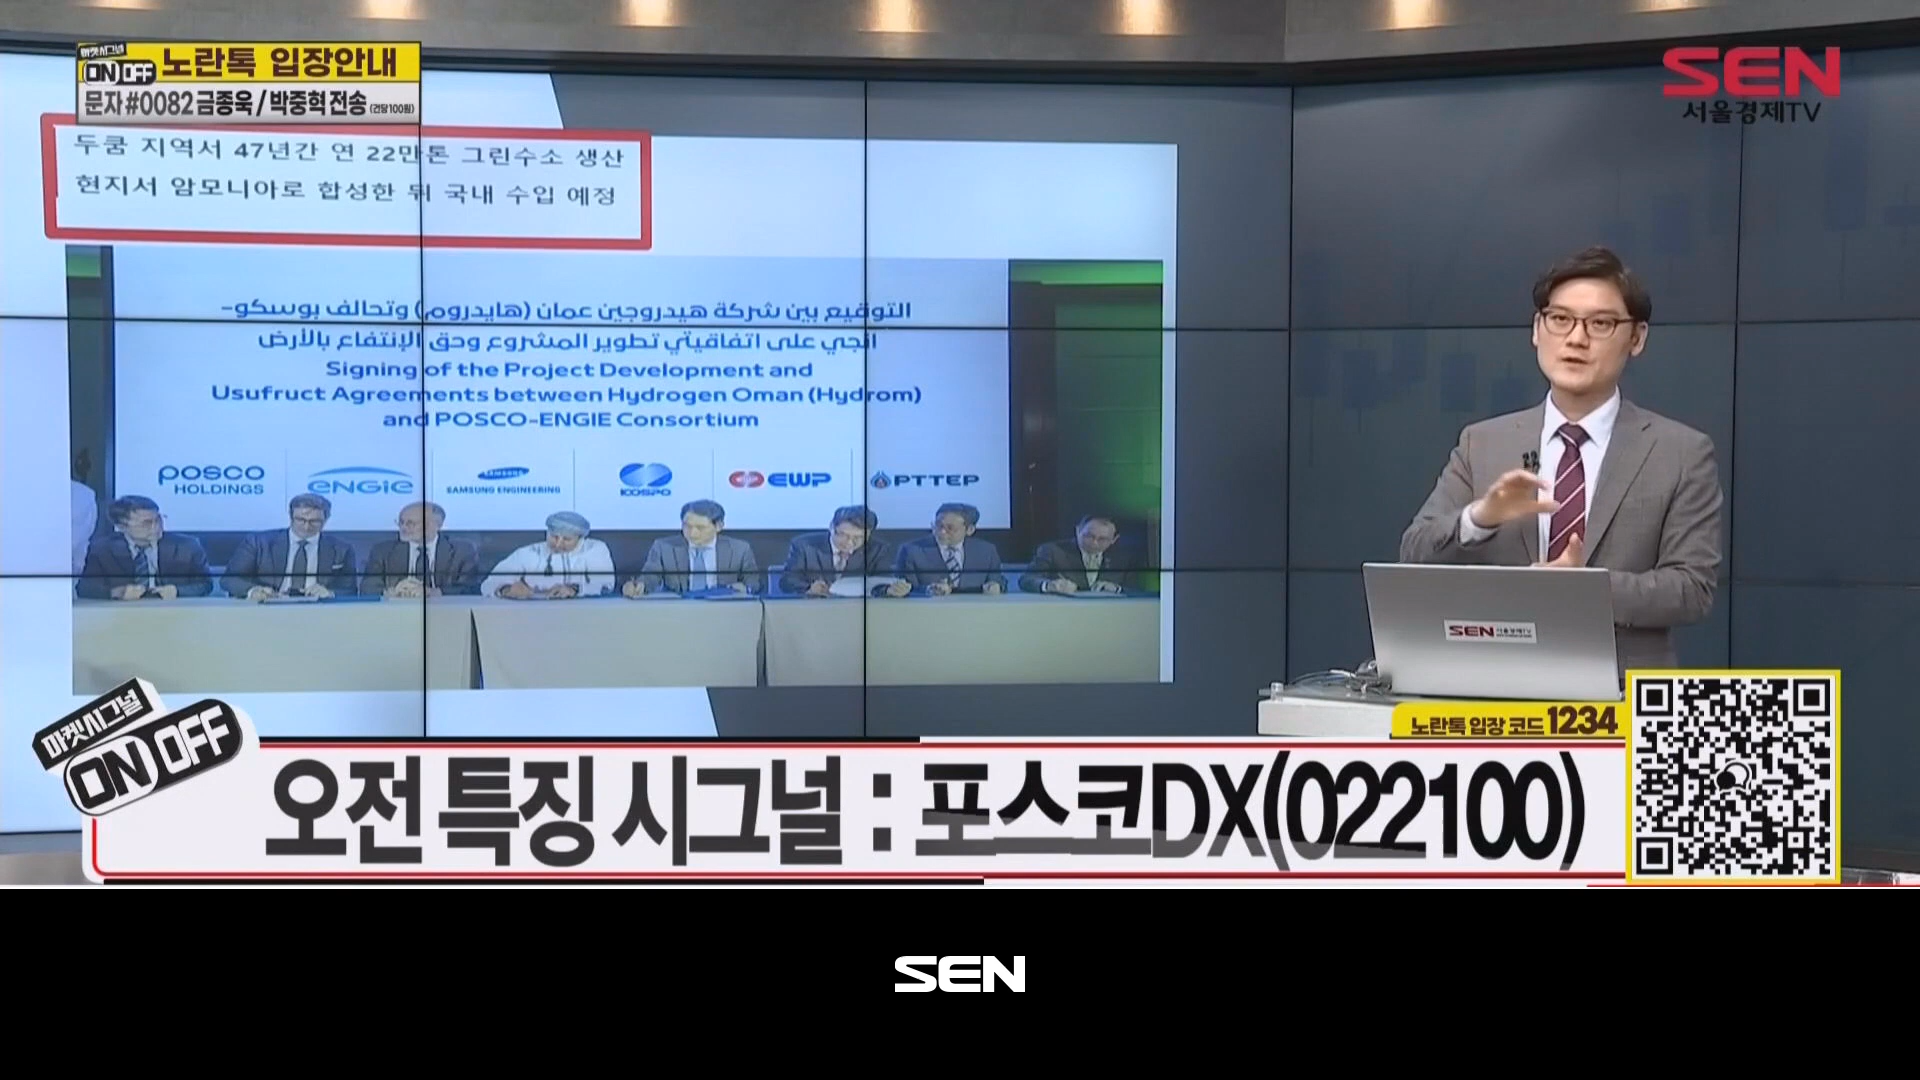 마켓시그널
ON OFF
노란톡 입장안내
문자 #0082 금종욱 / 박중혁 전송 (건당100원)
SEN
서울경제TV
두쿰 지역서 47년간 연 22만톤 그린수소 생산
현지서 암모니아로 합성한 뒤 국내 수입 예정
التوقيع بين شركة هيدروجين عمان (هايدروم) وتحالف بوسكو-
انجي على اتفاقيتي تطوير المشروع وحق الإنتفاع بالأرض
Signing of the Project Development and
Usufruct Agreements between Hydrogen Oman (Hydrom)
and POSCO-ENGIE Consortium
posco HOLDINGS
ENGIE
SAMSUNG
SAMSUNG ENGINEERING
KOSPO
EWP
PTTEP
SEN 서울경제TV
노란톡 입장 코드 1234
마켓시그널
ON OFF
오전 특징 시그널 : 포스코DX(022100)
SEN